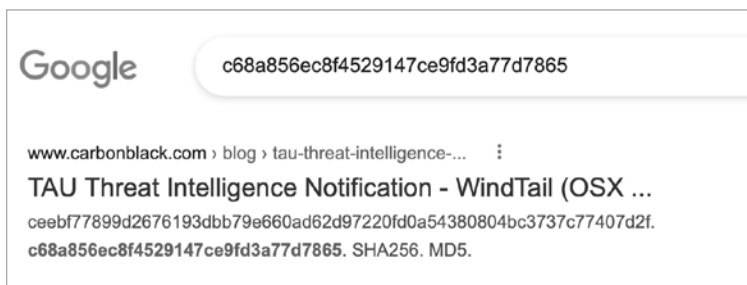 Google
c68a856ec8f4529147ce9fd3a77d7865
www.carbonblack.com › blog › tau-threat-intelligence-...
TAU Threat Intelligence Notification - WindTail (OSX ...
ceebf77899d2676193dbb79e660ad62d97220fd0a54380804bc3737c77407d2f.
c68a856ec8f4529147ce9fd3a77d7865. SHA256. MD5.